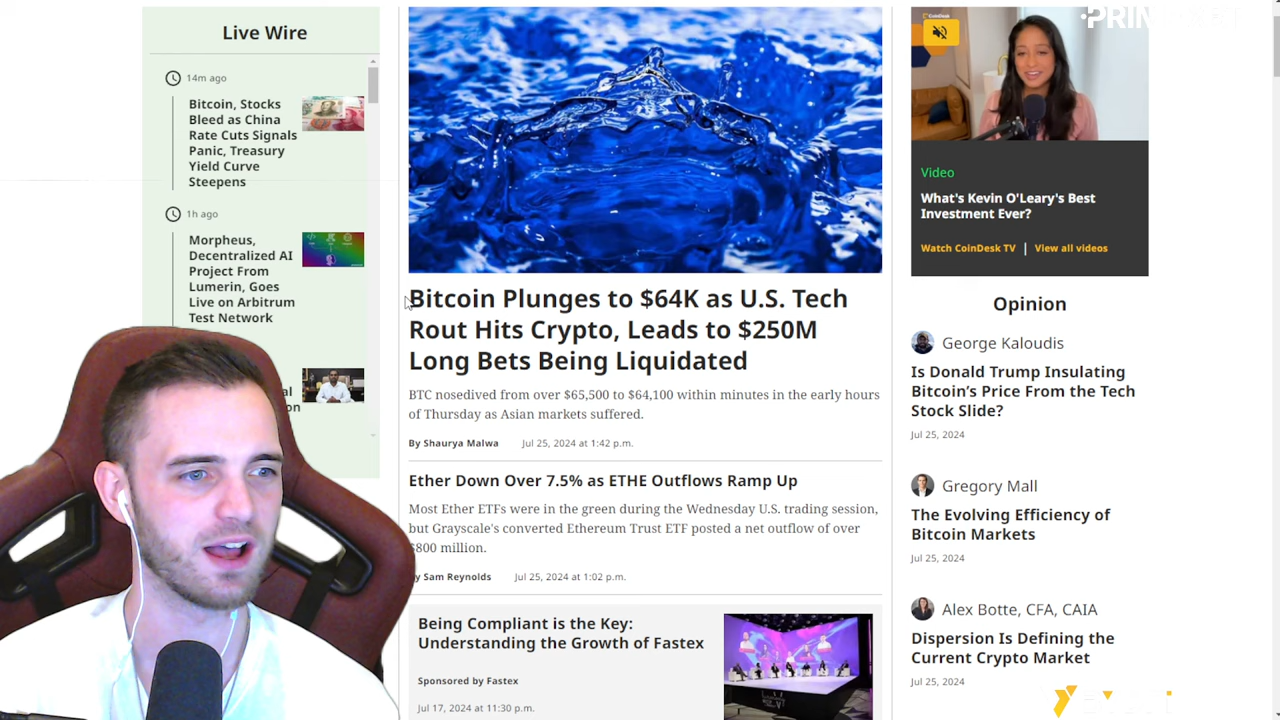 Live Wire
14m ago
Bitcoin, Stocks
Bleed as China
Rate Cuts Signals
Panic, Treasury
Yield Curve
Steepens
1h ago
Morpheus,
Decentralized AI
Project From
Lumerin, Goes
Live on Arbitrum
Test Network
Bitcoin Plunges to $64K as U.S. Tech
Rout Hits Crypto, Leads to $250M
Long Bets Being Liquidated
BTC nosedived from over $65,500 to $64,100 within minutes in the early hours
of Thursday as Asian markets suffered.
By Shaurya Malwa Jul 25, 2024 at 1:42 p.m.
Ether Down Over 7.5% as ETHE Outflows Ramp Up
Most Ether ETFs were in the green during the Wednesday U.S. trading session,
but Grayscale's converted Ethereum Trust ETF posted a net outflow of over
$800 million.
By Sam Reynolds Jul 25, 2024 at 1:02 p.m.
Being Compliant is the Key:
Understanding the Growth of Fastex
Sponsored by Fastex
Jul 17, 2024 at 11:30 p.m.
CoinDesk
Video
What's Kevin O'Leary's Best
Investment Ever?
Watch CoinDesk TV | View all videos
Opinion
George Kaloudis
Is Donald Trump Insulating
Bitcoin's Price From the Tech
Stock Slide?
Jul 25, 2024
Gregory Mall
The Evolving Efficiency of
Bitcoin Markets
Jul 25, 2024
Alex Botte, CFA, CAIA
Dispersion Is Defining the
Current Crypto Market
Jul 25, 2024